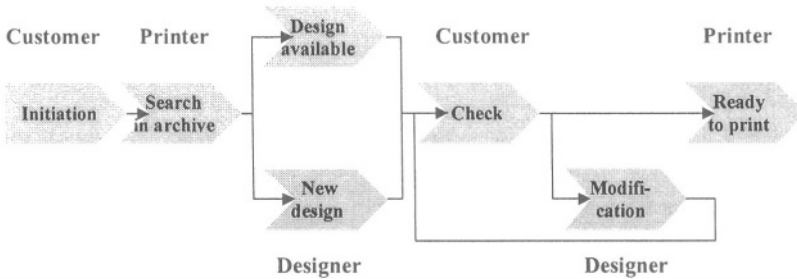 Customer
Printer
Design
available
Customer
Printer
Initiation
Search
in archive
Check
Ready
to print
New
design
Modifi-
cation
Designer
Designer